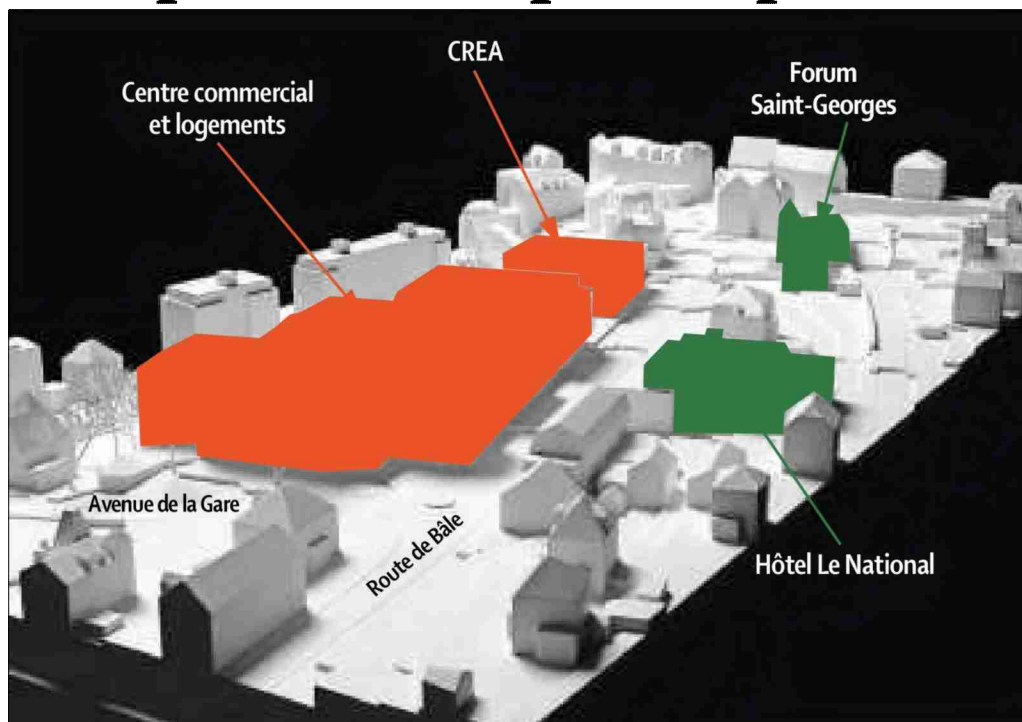 CREA
Centre commercial
et logements
Forum
Saint-Georges
Avenue de la Gare
Route de Bâle
Hôtel Le National